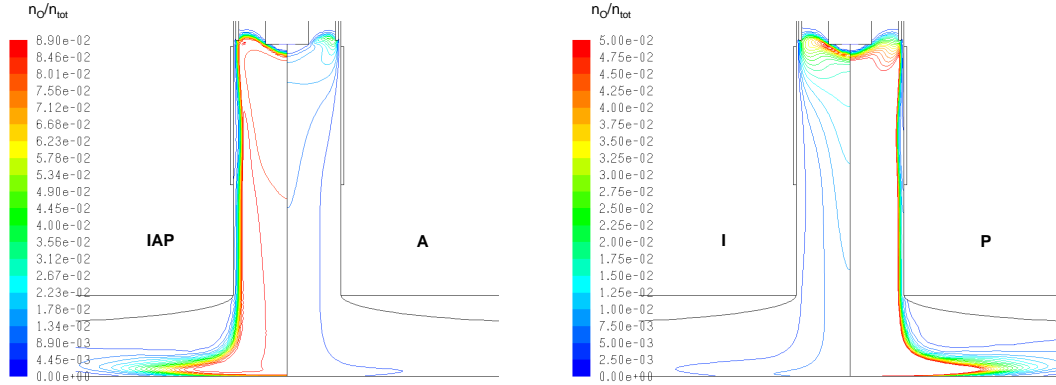 n_O/n_tot
8.90e-02
8.46e-02
8.01e-02
7.56e-02
7.12e-02
6.68e-02
6.23e-02
5.78e-02
5.34e-02
4.90e-02
4.45e-02
4.00e-02
3.56e-02
3.12e-02
2.67e-02
2.23e-02
1.78e-02
1.34e-02
8.90e-03
4.45e-03
0.00e+00
IAP
A
n_O/n_tot
5.00e-02
4.75e-02
4.50e-02
4.25e-02
4.00e-02
3.75e-02
3.50e-02
3.25e-02
3.00e-02
2.75e-02
2.50e-02
2.25e-02
2.00e-02
1.75e-02
1.50e-02
1.25e-02
1.00e-02
7.50e-03
5.00e-03
2.50e-03
0.00e+00
I
P